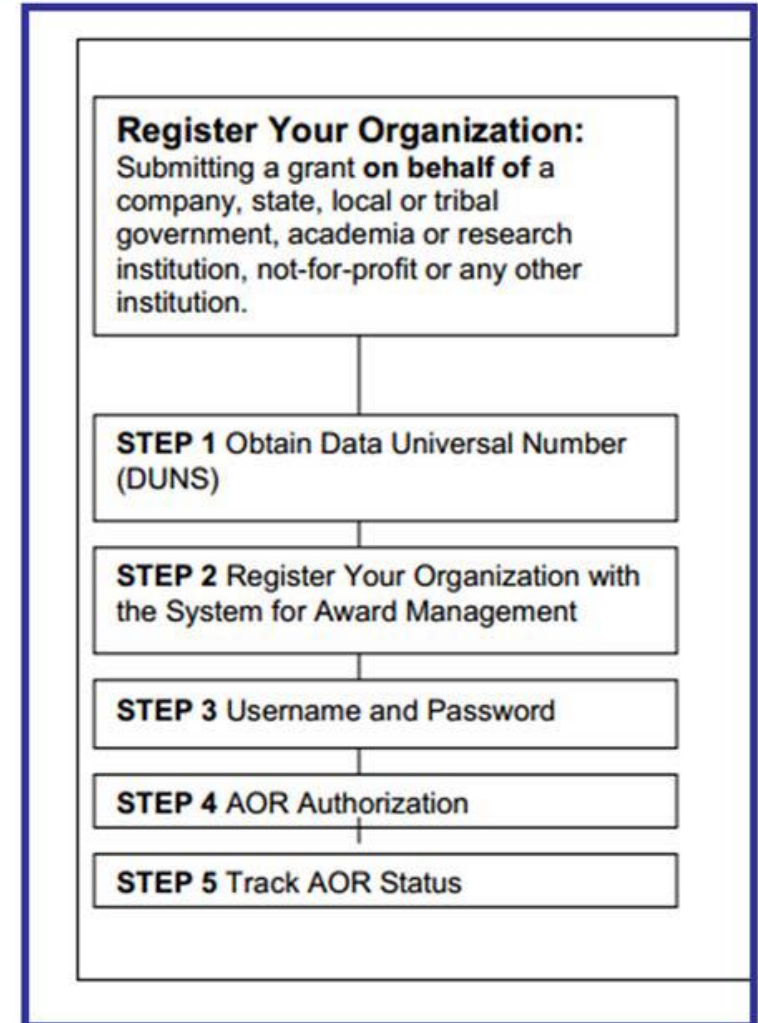 Register Your Organization:
Submitting a grant on behalf of a
company, state, local or tribal
government, academia or research
institution, not-for-profit or any other
institution.
STEP 1 Obtain Data Universal Number
(DUNS)
STEP 2 Register Your Organization with
the System for Award Management
STEP 3 Username and Password
STEP 4 AOR Authorization
STEP 5 Track AOR Status